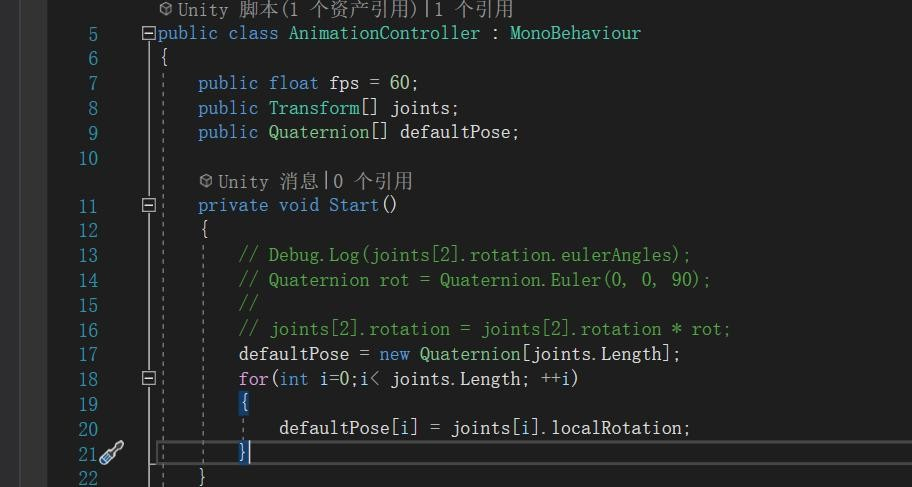 Unity 脚本(1 个资产引用)|1 个引用
5 public class AnimationController : MonoBehaviour
6 {
7 public float fps = 60;
8 public Transform[] joints;
9 public Quaternion[] defaultPose;
10
Unity 消息|0 个引用
11 private void Start()
12 {
13 // Debug.Log(joints[2].rotation.eulerAngles);
14 // Quaternion rot = Quaternion.Euler(0, 0, 90);
15 //
16 // joints[2].rotation = joints[2].rotation * rot;
17 defaultPose = new Quaternion[joints.Length];
18 for(int i=0;i< joints.Length; ++i)
19 {
20 defaultPose[i] = joints[i].localRotation;
21 }
22 }